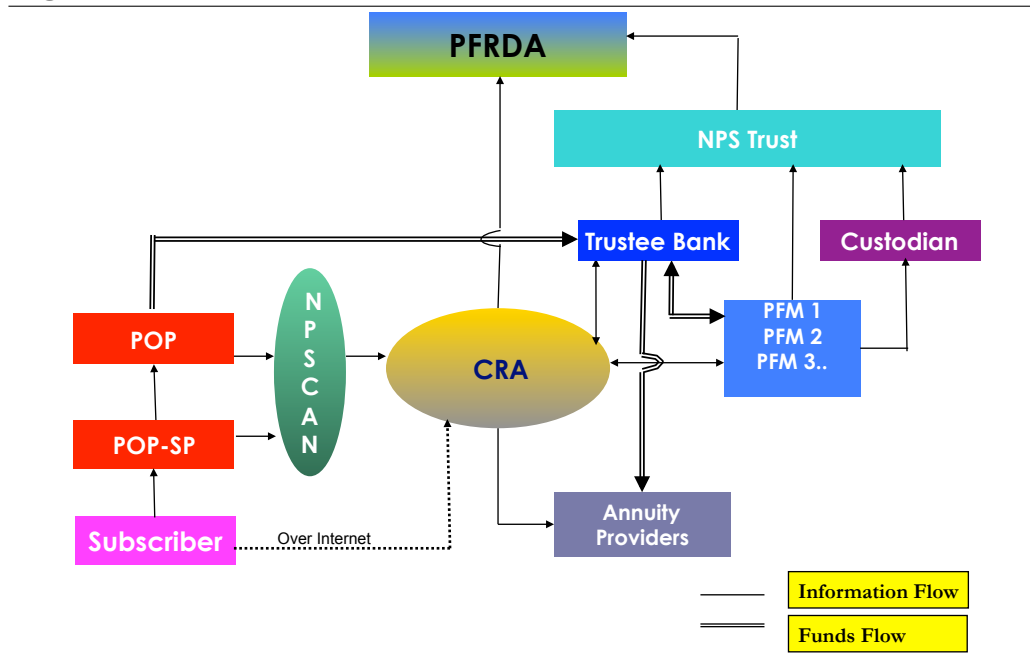 PFRDA
NPS Trust
Trustee Bank
Custodian
N
P
S
C
A
N
PFM 1
PFM 2
PFM 3..
POP
CRA
POP-SP
Annuity
Providers
Subscriber
Over Internet
Information Flow
Funds Flow